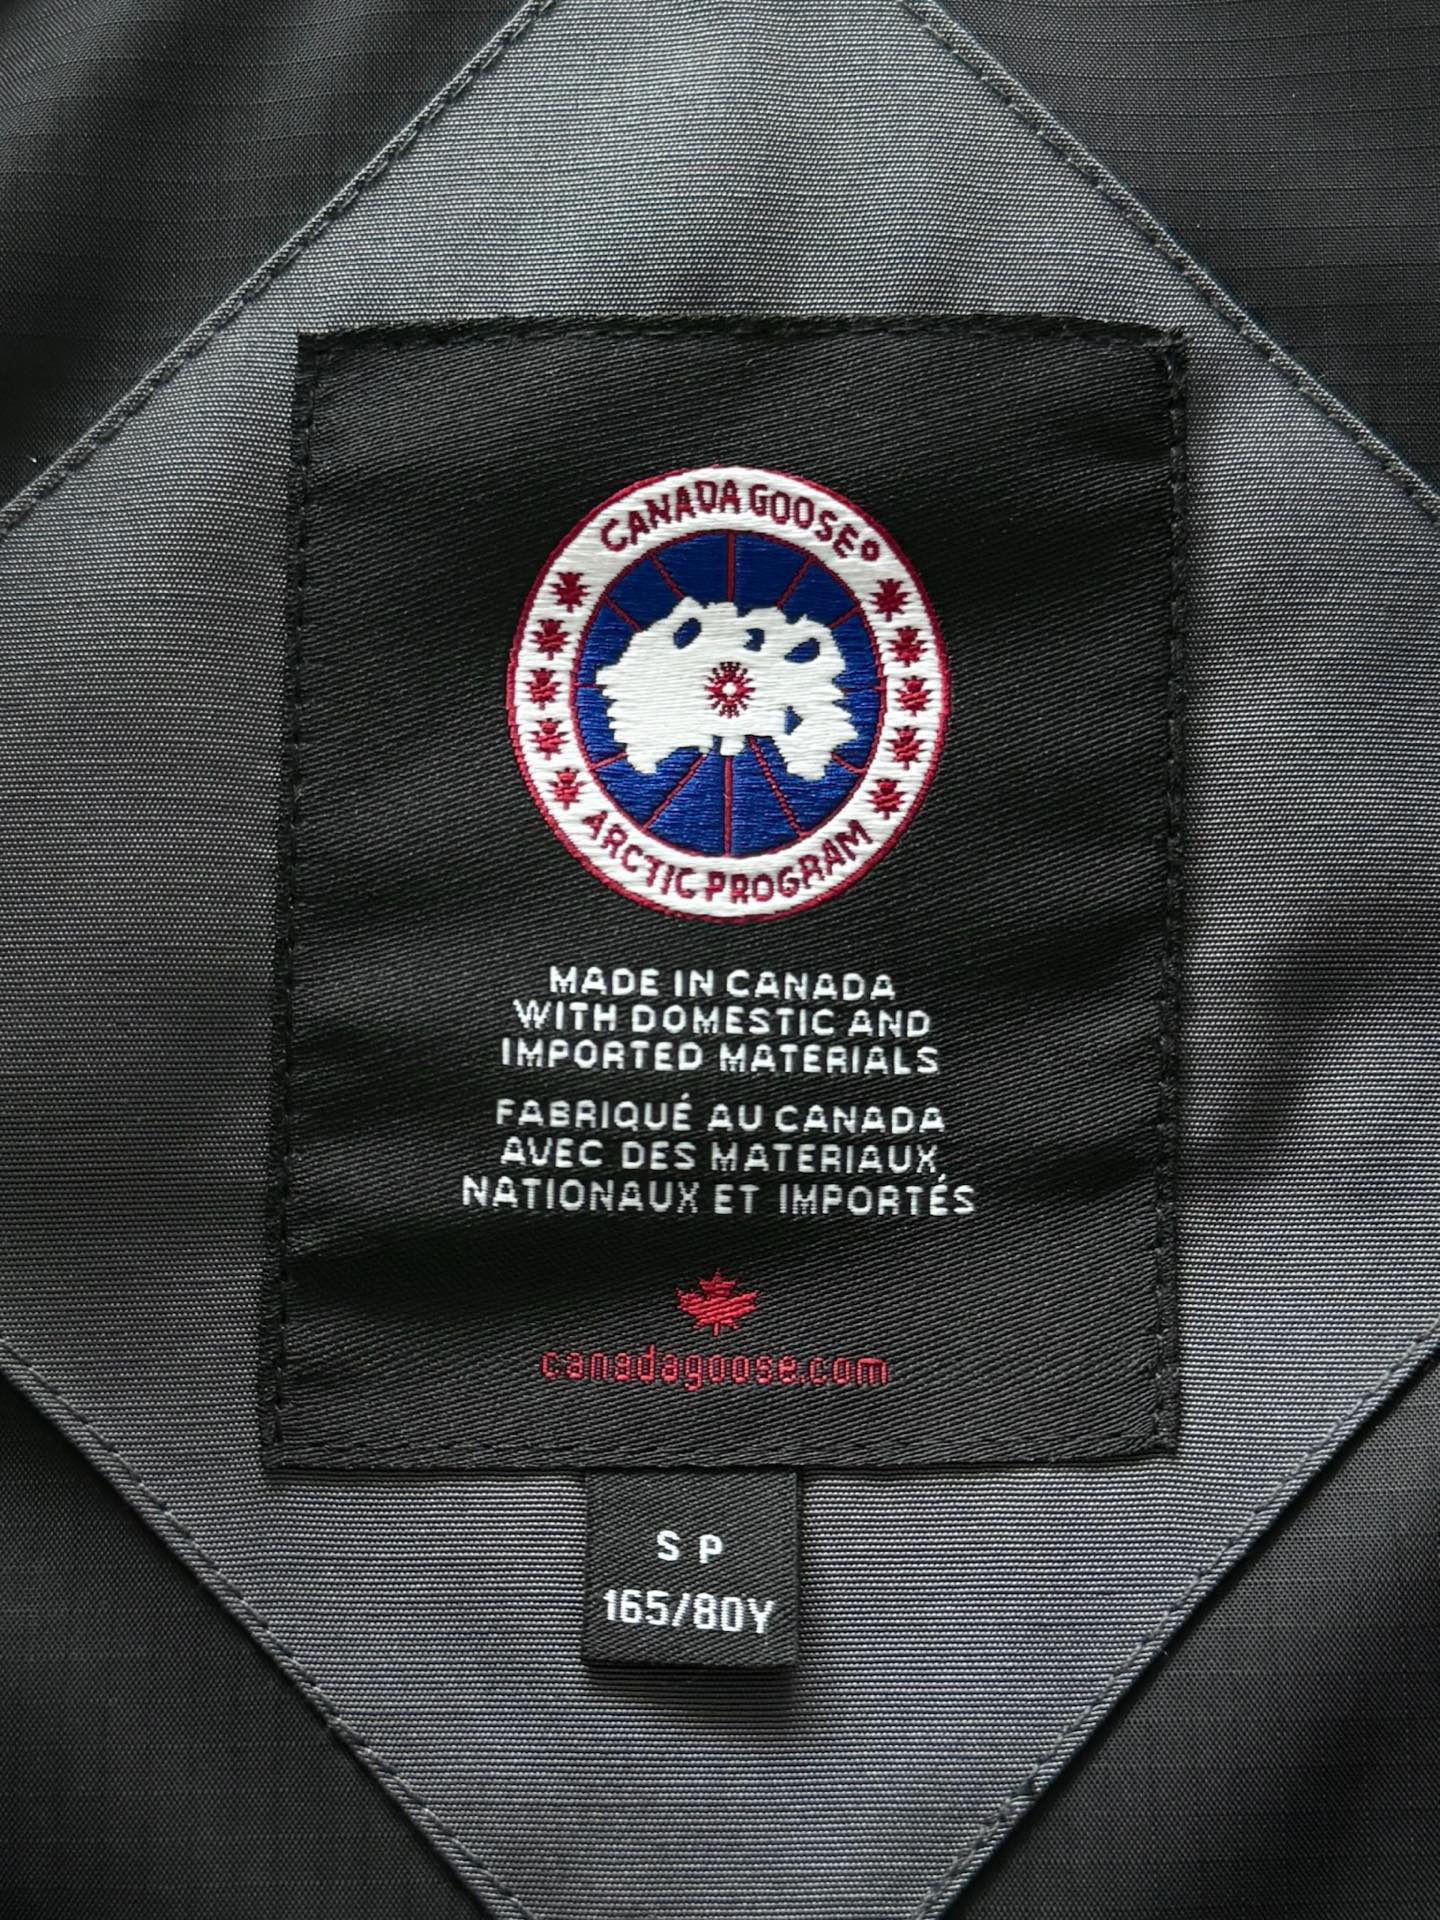 CANADA GOOSE®
ARCTIC PROGRAM
MADE IN CANADA
WITH DOMESTIC AND
IMPORTED MATERIALS
FABRIQUÉ AU CANADA
AVEC DES MATERIAUX
NATIONAUX ET IMPORTÉS
canadagoose.com
S P
165/80Y